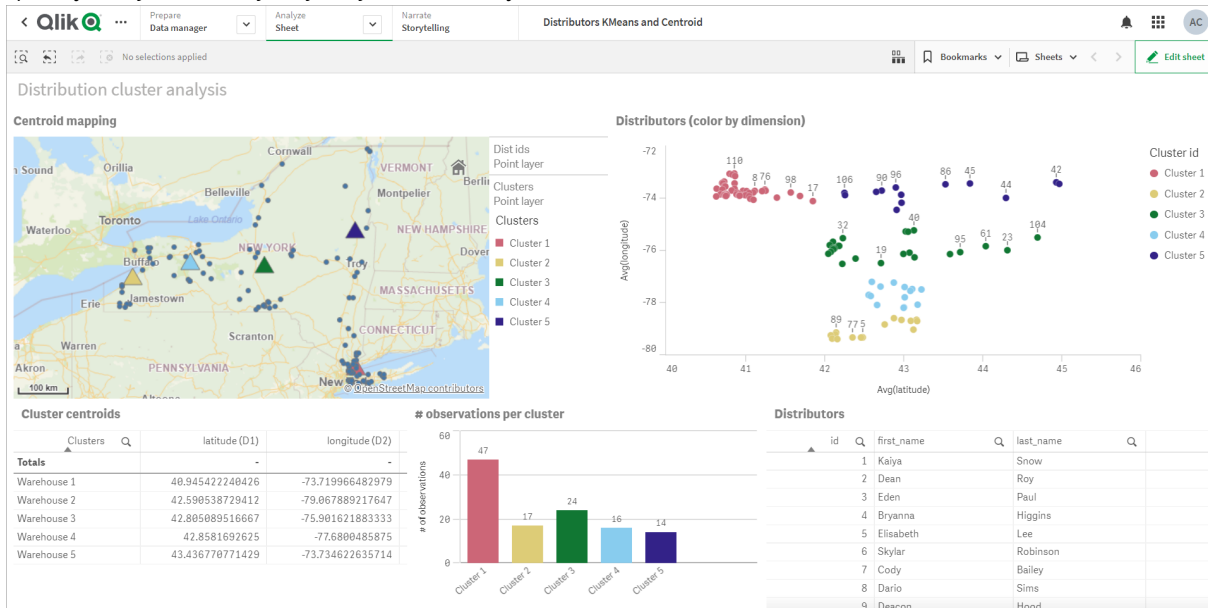 Qlik
Prepare
Data manager
Analyze
Sheet
Narrate
Storytelling
Distributors KMeans and Centroid
AC
No selections applied
Bookmarks
Sheets
Edit sheet
Distribution cluster analysis
Centroid mapping
Cornwall
n Sound
Orillia
VERMONT
Berlin
Belleville
Montpelier
Toronto
Lake Ontario
Waterloo
NEW HAMPSHIRE
NEW YORK
Dover
Buffalo
Troy
MASSACHUSETTS
Erie
Jamestown
CONNECTICUT
Scranton
Warren
Akron
PENNSYLVANIA
New
100 km
© OpenStreetMap contributors
Dist ids
Point layer
Clusters
Point layer
Clusters
Cluster 1
Cluster 2
Cluster 3
Cluster 4
Cluster 5
Distributors (color by dimension)
-72
-74
-76
-78
-80
Avg(longitude)
110
8 76
98
17
106
90 96
86
45
44
42
32
40
19
95
61
23
104
89
77 5
40
41
42
43
44
45
46
Avg(latitude)
Cluster id
Cluster 1
Cluster 2
Cluster 3
Cluster 4
Cluster 5
Cluster centroids
Clusters latitude (D1) longitude (D2)
Totals - -
Warehouse 1 40.945422240426 -73.719966482979
Warehouse 2 42.590538729412 -79.067889217647
Warehouse 3 42.805089516667 -75.901621883333
Warehouse 4 42.8581692625 -77.6800485875
Warehouse 5 43.436770771429 -73.734622635714
# observations per cluster
60
40
20
0
# of observations
47
17
24
16
14
Cluster 1
Cluster 2
Cluster 3
Cluster 4
Cluster 5
Distributors
id first_name last_name
1 Kaiya Snow
2 Dean Roy
3 Eden Paul
4 Bryanna Higgins
5 Elisabeth Lee
6 Skylar Robinson
7 Cody Bailey
8 Dario Sims
9 Deacon Hood